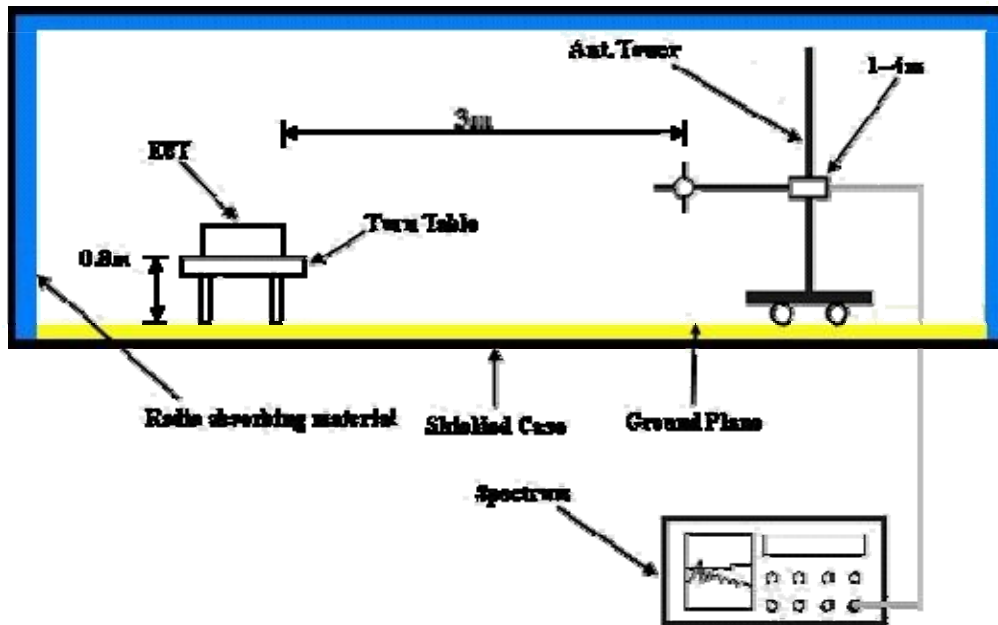 Ant. Tower
1-4m
3m
EUT
Turn Table
0.8m
Radio absorbing material
Shielded Case
Ground Plane
Spectrum